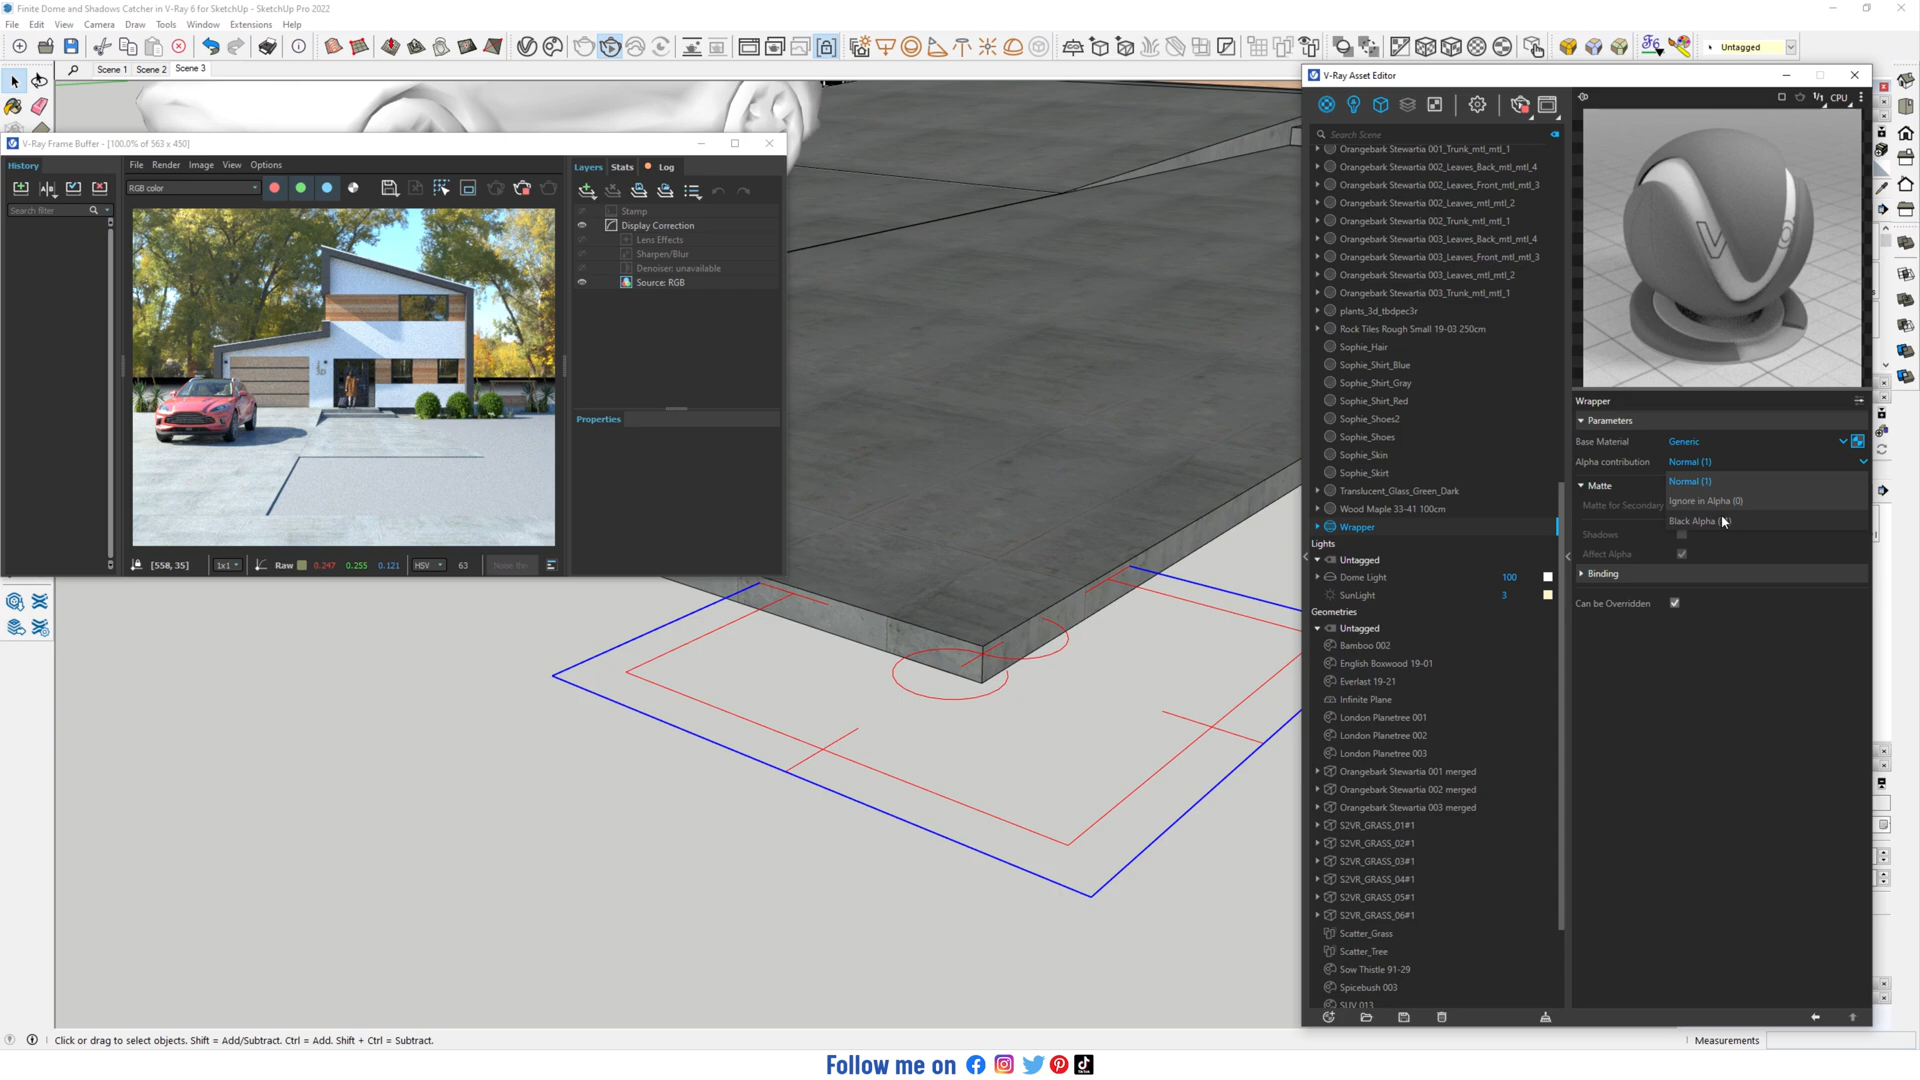 Finite Dome and Shadows Catcher in V-Ray 6 for SketchUp - SketchUp Pro 2022
File Edit View Camera Draw Tools Window Extensions Help
Untagged
Scene 1 Scene 2 Scene 3
V-Ray Frame Buffer - [100.0% of 563 x 450]
History
File Render Image View Options
RGB color
Search filter
[558, 35] 1x1 Raw 0.247 0.255 0.121 HSV 63
Layers Stats Log
Stamp
Display Correction
Lens Effects
Sharpen/Blur
Denoiser: unavailable
Source: RGB
Properties
V-Ray Asset Editor
Search Scene
Orangebark Stewartia 001_Trunk_mtl_1
Orangebark Stewartia 002_Leaves_Back_mtl_mtl_4
Orangebark Stewartia 002_Leaves_Front_mtl_mtl_3
Orangebark Stewartia 002_Leaves_mtl_mtl_2
Orangebark Stewartia 002_Trunk_mtl_1
Orangebark Stewartia 003_Leaves_Back_mtl_mtl_4
Orangebark Stewartia 003_Leaves_Front_mtl_mtl_3
Orangebark Stewartia 003_Leaves_mtl_mtl_2
Orangebark Stewartia 003_Trunk_mtl_mtl_1
plants_3d_tbdpec3r
Rock Tiles Rough Small 19-03 250cm
Sophie_Hair
Sophie_Shirt_Blue
Sophie_Shirt_Gray
Sophie_Shirt_Red
Sophie_Shoes2
Sophie_Shoes
Sophie_Skin
Sophie_Skirt
Translucent_Glass_Green_Dark
Wood Maple 33-41 100cm
Wrapper
Lights
Untagged
Dome Light 100
SunLight 3
Geometries
Untagged
Bamboo 002
English Boxwood 19-01
Everlast 19-21
Infinite Plane
London Planetree 001
London Planetree 002
London Planetree 003
Orangebark Stewartia 001 merged
Orangebark Stewartia 002 merged
Orangebark Stewartia 003 merged
S2VR_GRASS_01#1
S2VR_GRASS_02#1
S2VR_GRASS_03#1
S2VR_GRASS_04#1
S2VR_GRASS_05#1
S2VR_GRASS_06#1
Scatter_Grass
Scatter_Tree
Sow Thistle 91-29
Spicebush 003
SUV 013
1/1 CPU
Wrapper
Parameters
Base Material Generic
Alpha contribution Normal (1)
Normal (1)
Ignore in Alpha (0)
Black Alpha
Matte
Matte for Secondary
Shadows
Affect Alpha
Binding
Can be Overridden
Click or drag to select objects. Shift = Add/Subtract. Ctrl = Add. Shift + Ctrl = Subtract.
Measurements
Follow me on